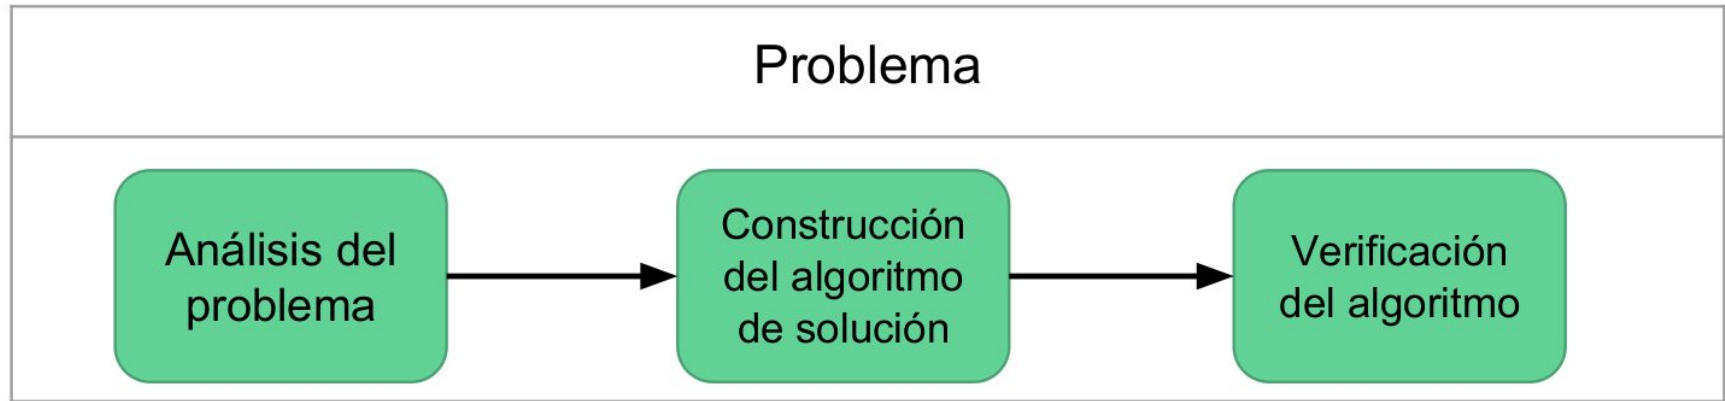 Problema
Análisis del
problema
Construcción
del algoritmo
de solución
Verificación
del algoritmo